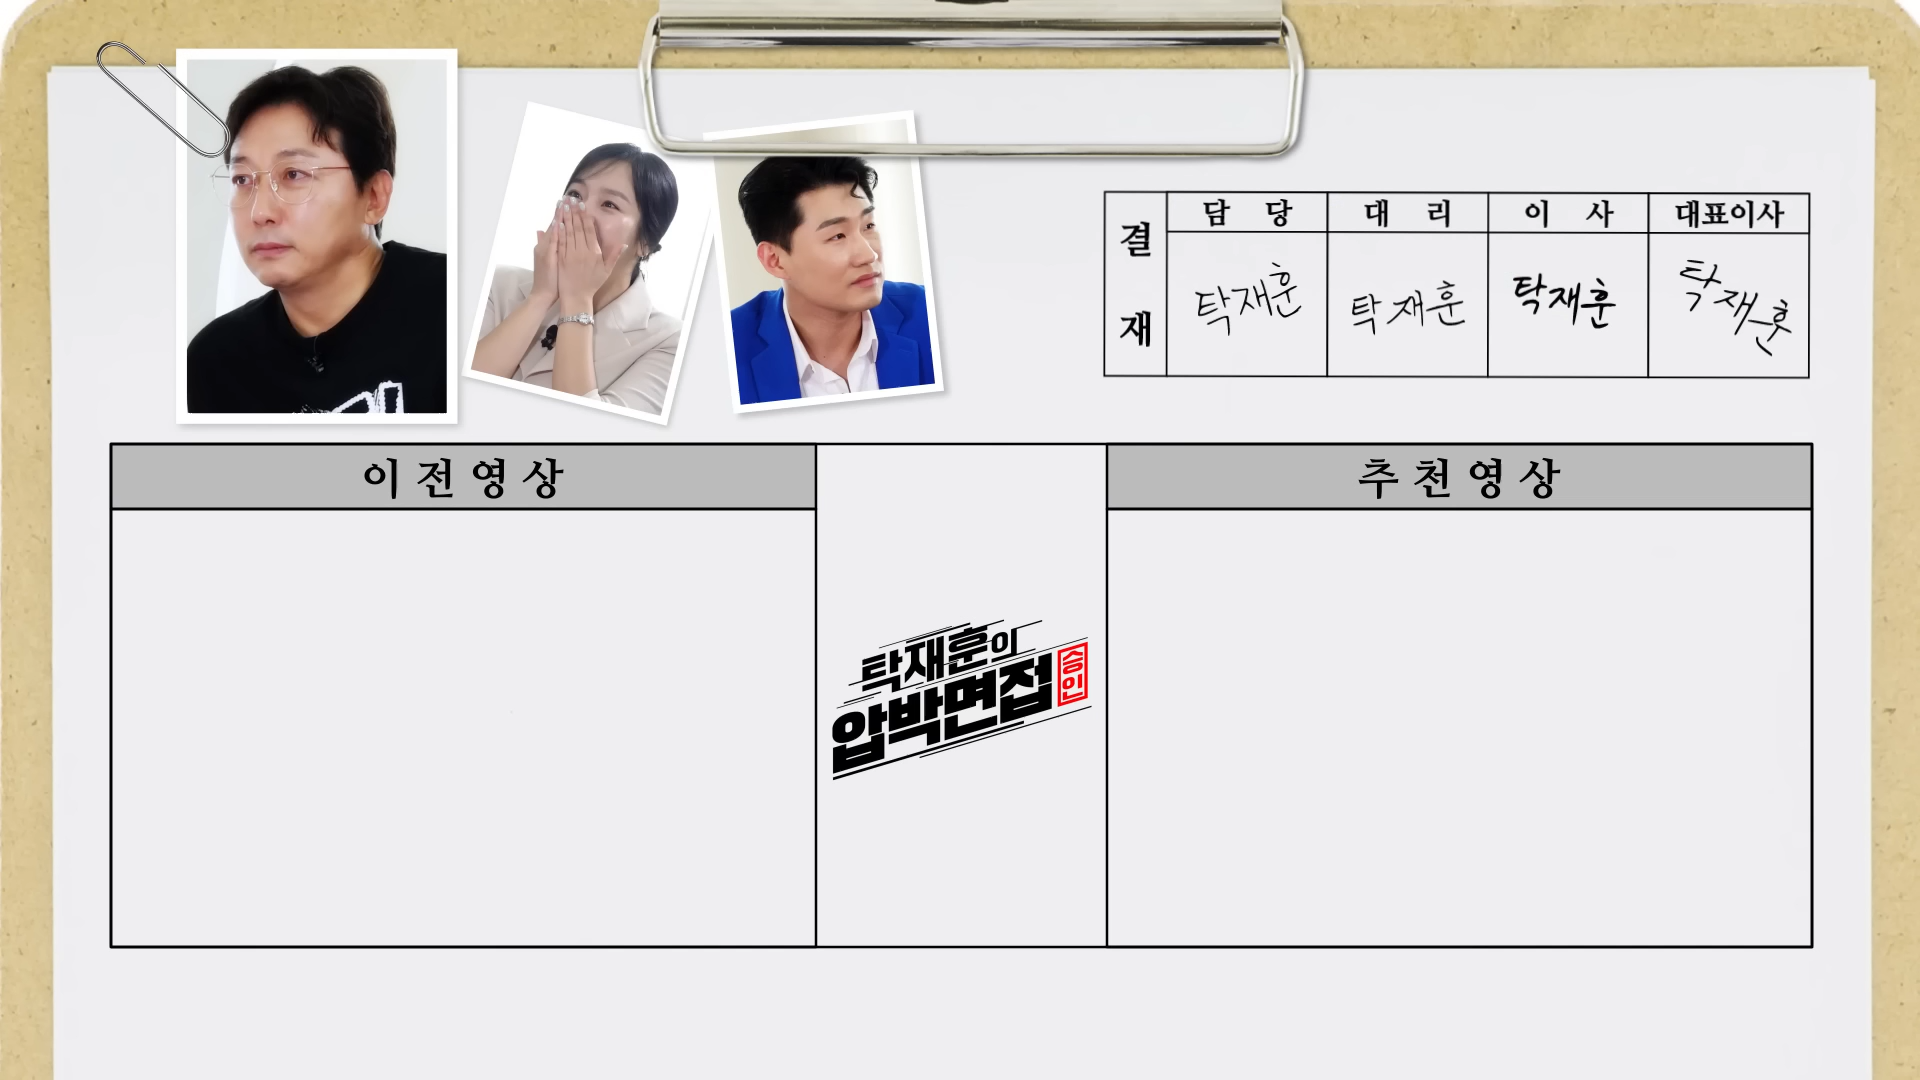 결재
담 당
대 리
이 사
대표이사
탁재훈
탁재훈
탁재훈
탁재훈
이전영상
추천영상
탁재훈의
압박면접
승인